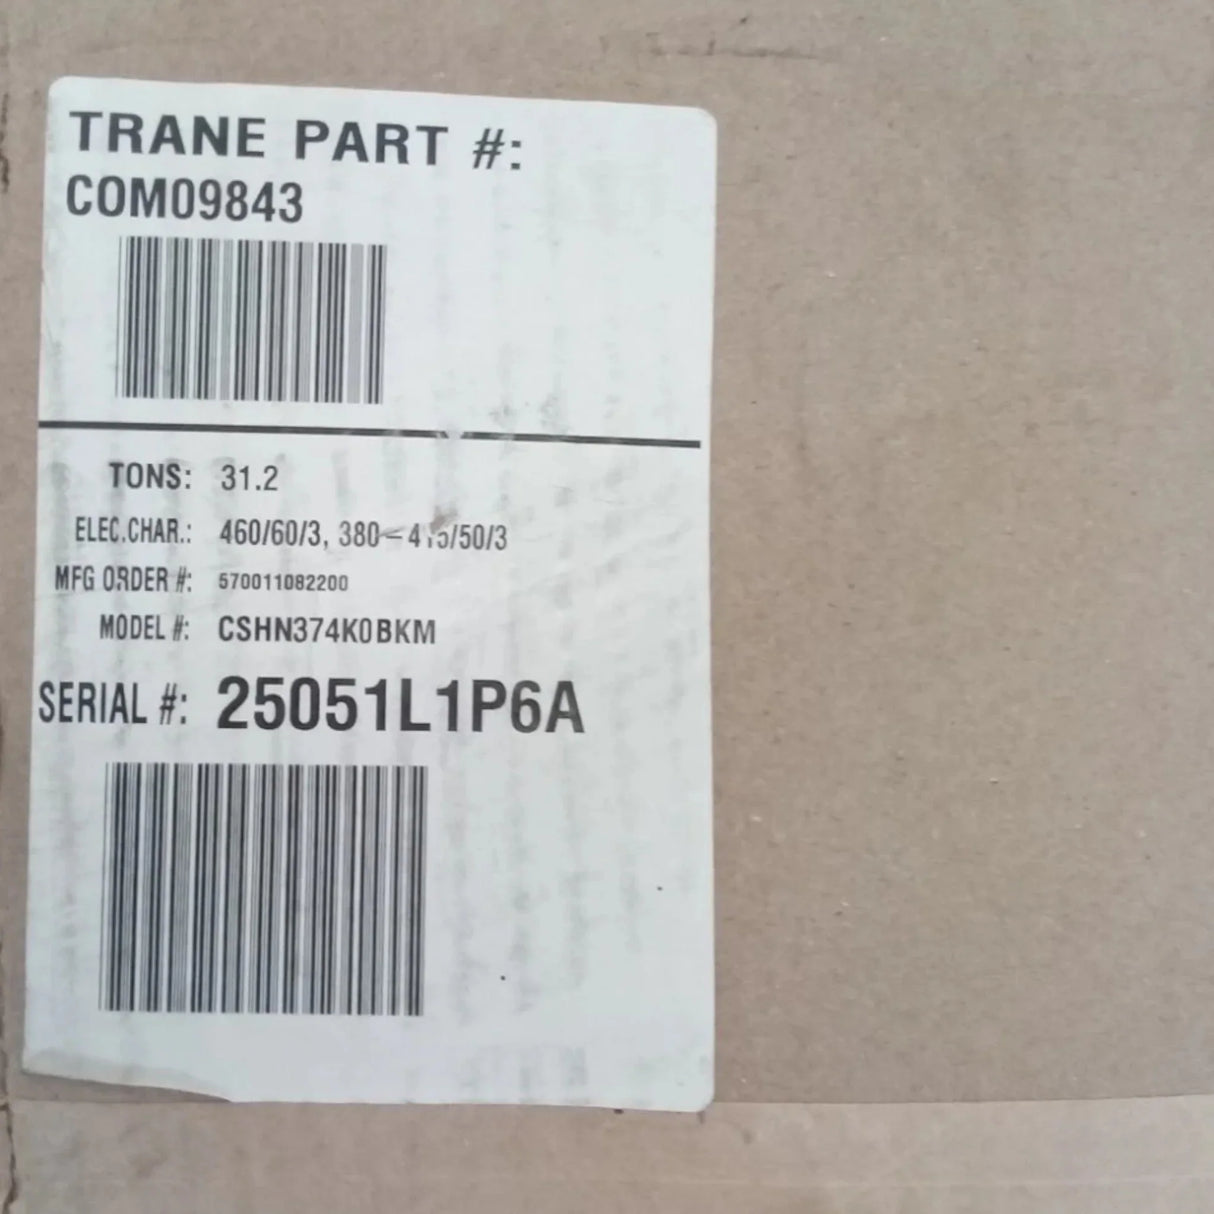 TRANE PART #:
COM09843
TONS: 31.2
ELEC.CHAR.: 460/60/3, 380-415/50/3
MFG ORDER #: 570011082200
MODEL #: CSHN374K0BKM
SERIAL #: 25051L1P6A